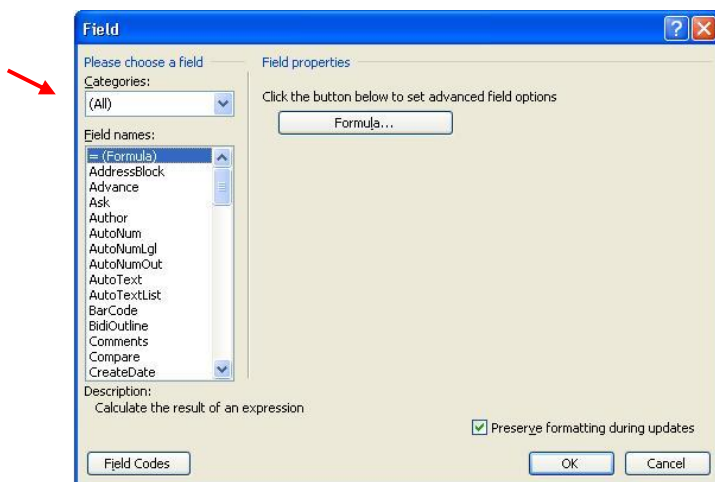 Field
Please choose a field
Categories:
(All)
Field names:
= (Formula)
AddressBlock
Advance
Ask
Author
AutoNum
AutoNumLgl
AutoNumOut
AutoText
AutoTextList
BarCode
BidiOutline
Comments
Compare
CreateDate
Field properties
Click the button below to set advanced field options
Formula...
Description:
Calculate the result of an expression
Preserve formatting during updates
Field Codes
OK
Cancel